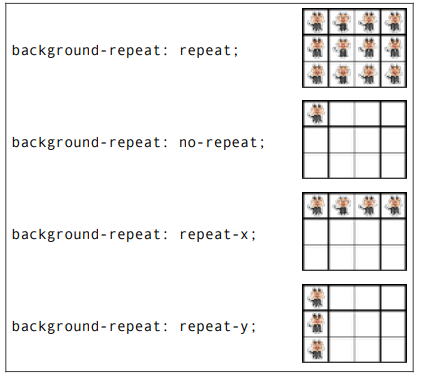 background-repeat: repeat;
background-repeat: no-repeat;
background-repeat: repeat-x;
background-repeat: repeat-y;